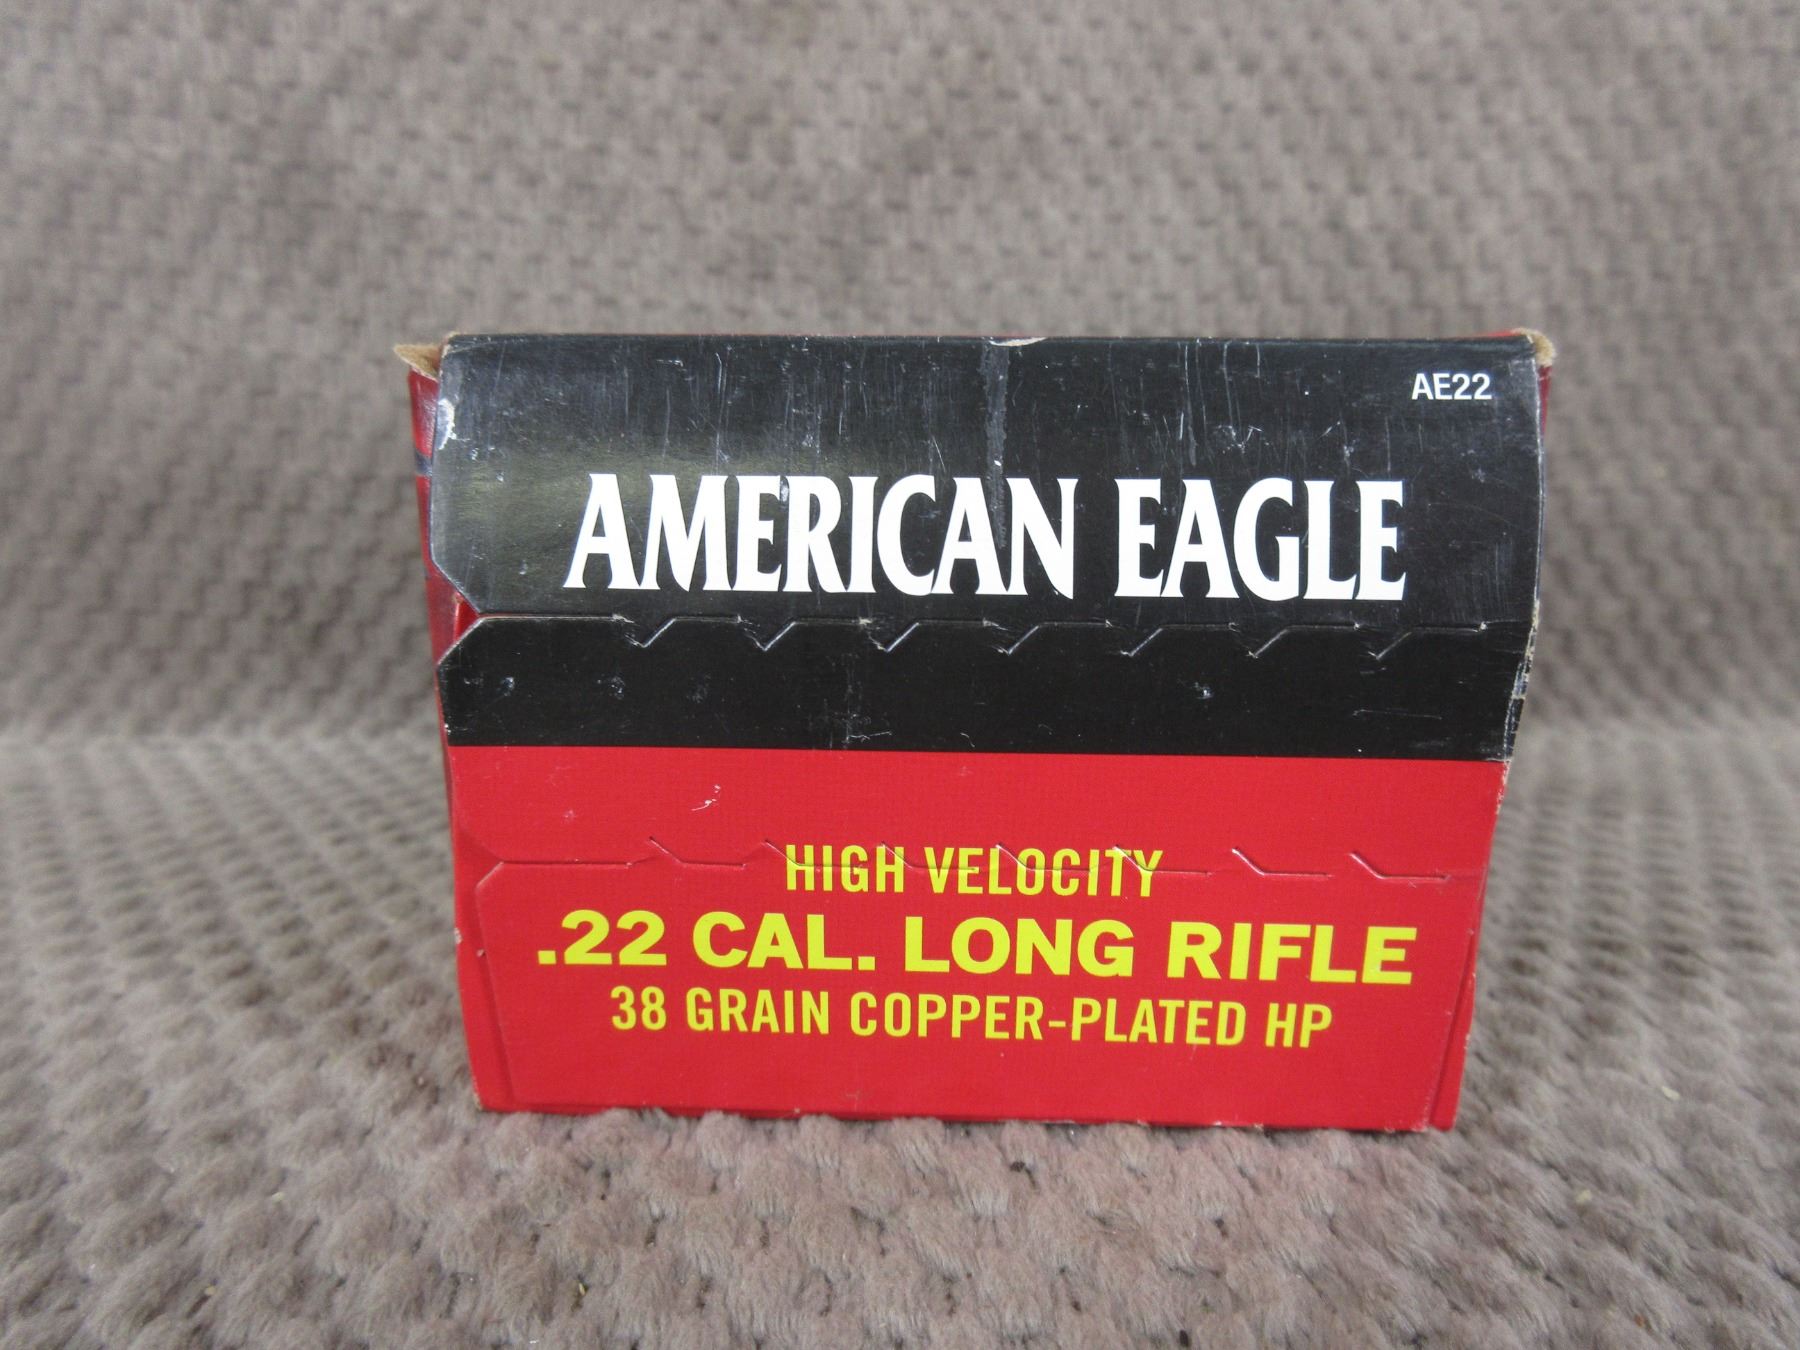 AE22
AMERICAN EAGLE
HIGH VELOCITY
.22 CAL. LONG RIFLE
38 GRAIN COPPER-PLATED HP